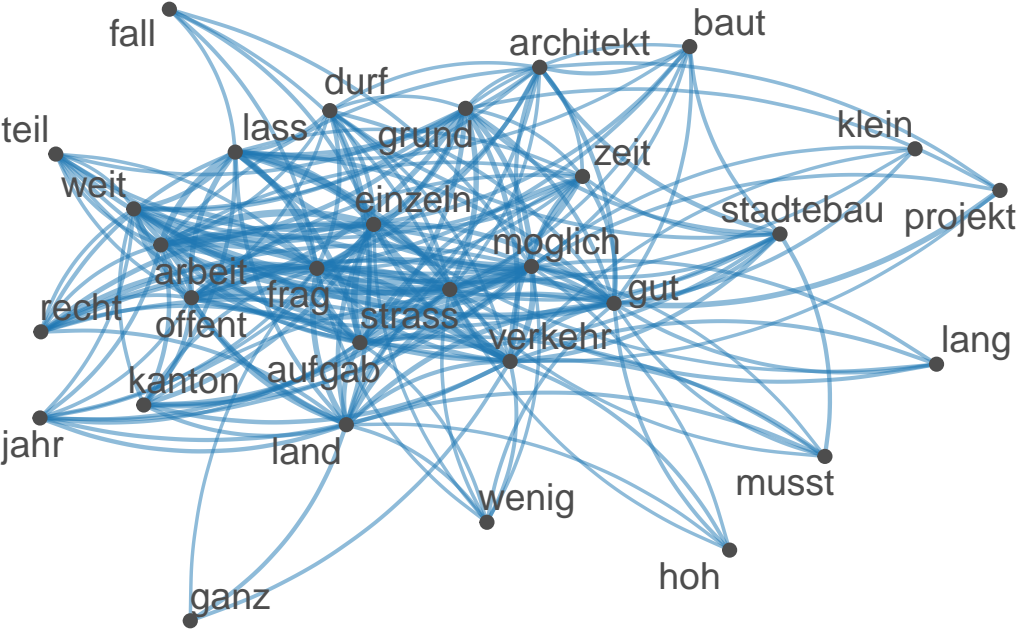 fall
baut
architekt
durf
teil
lass
grund
klein
zeit
weit
einzeln
stadtebau
projekt
moglich
arbeit
frag
gut
recht
offent
strass
verkehr
lang
kanton
aufgab
jahr
land
musst
wenig
hoh
ganz